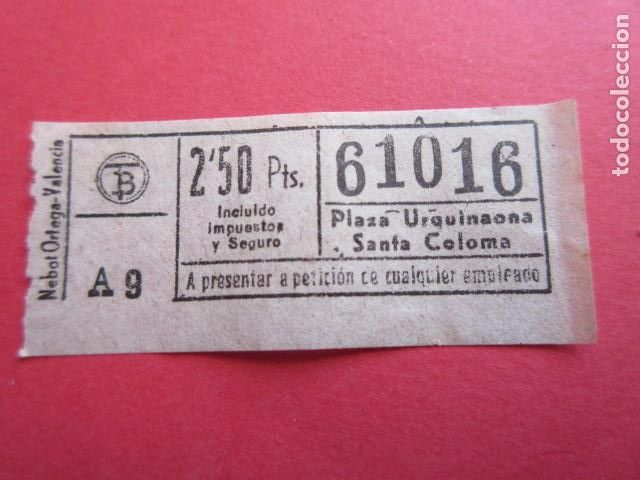 Nebot Ortega-Valencia
TB
A 9
2'50 Pts.
Incluido
impuestos
y Seguro
61016
Plaza Urquinaona
Santa Coloma
A presentar a petición de cualquier empleado
todocoleccion